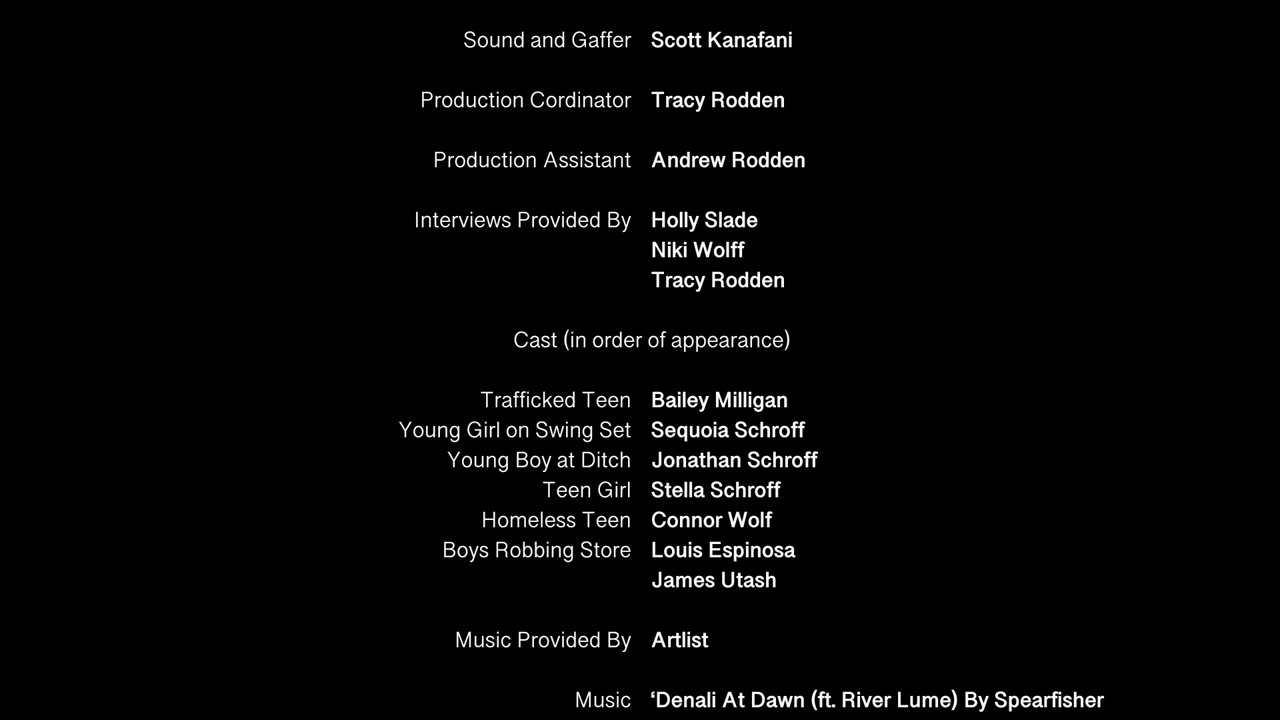 Sound and Gaffer Scott Kanafani
Production Cordinator Tracy Rodden
Production Assistant Andrew Rodden
Interviews Provided By Holly Slade
Niki Wolff
Tracy Rodden
Cast (in order of appearance)
Trafficked Teen Bailey Milligan
Young Girl on Swing Set Sequoia Schroff
Young Boy at Ditch Jonathan Schroff
Teen Girl Stella Schroff
Homeless Teen Connor Wolf
Boys Robbing Store Louis Espinosa
James Utash
Music Provided By Artlist
Music ‘Denali At Dawn (ft. River Lume) By Spearfisher